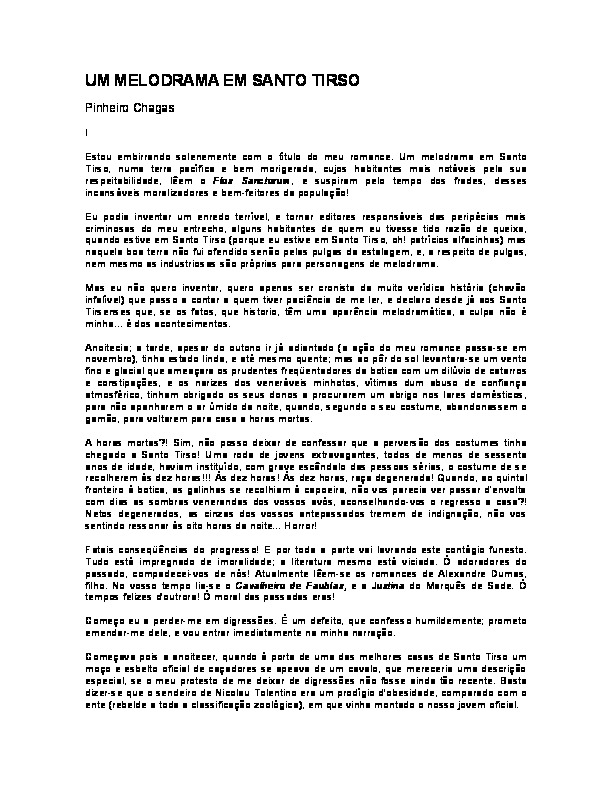 UM MELODRAMA EM SANTO TIRSO
Pinheiro Chagas
I
Estou embirrando solenemente com o título do meu romance. Um melodrama em Santo
Tirso, numa terra pacífica e bem morigerada, cujos habitantes mais notáveis pela sua
respeitabilidade, lêem o Flos Sanctorum, e suspiram pelo tempo dos frades, desses
incansáveis moralizadores e bem-feitores da população!
Eu podia inventar um enredo terrível, e tornar editores responsáveis das peripécias mais
criminosas do meu entrecho, alguns habitantes de quem eu tivesse tido razão de queixa,
quando estive em Santo Tirso (porque eu estive em Santo Tirso, oh! patrícios alfacinhas) mas
naquela boa terra não fui ofendido senão pelas pulgas da estalagem, e, a respeito de pulgas,
nem mesmo as industriosas são próprias para personagens de melodrama.
Mas eu não quero inventar, quero apenas ser cronista da muito verídica história (chavão
infalível) que passo a contar a quem tiver paciência de me ler, e declaro desde já aos Santo
Tirsenses que, se os fatos, que historio, têm uma aparência melodramática, a culpa não é
minha... é dos acontecimentos.
Anoitecia; a tarde, apesar do outono ir já adiantado (a ação do meu romance passa-se em
novembro), tinha estado linda, e até mesmo quente; mas ao pôr do sol levantara-se um vento
fino e glacial que ameaçara os prudentes freqüentadores da botica com um dilúvio de catarros
e constipações, e os narizes dos veneráveis minhotos, vítimas dum abuso de confiança
atmosférico, tinham obrigado os seus donos a procurarem um abrigo nos lares domésticos,
para não apanharem o ar úmido da noite, quando, segundo o seu costume, abandonassem o
gamão, para voltarem para casa a horas mortas.
A horas mortas?! Sim, não posso deixar de confessar que a perversão dos costumes tinha
chegado a Santo Tirso! Uma roda de jovens extravagantes, todos de menos de sessenta
anos de idade, haviam instituído, com grave escândalo das pessoas sérias, o costume de se
recolherem às dez horas!!! Às dez horas! Às dez horas, raça degenerada! Quando, ao quintal
fronteiro à botica, as galinhas se recolhiam à capoeira, não vos parecia ver passar d'envolta
com elas as sombras venerandas dos vossos avós, aconselhando-vos o regresso a casa?!
Netos degenerados, as cinzas dos vossos antepassados tremem de indignação, não vos
sentindo ressonar às oito horas da noite... Horror!
Fatais conseqüências do progresso! E por toda a parte vai lavrando este contágio funesto.
Tudo está impregnado de imoralidade; a literatura mesmo está viciada. Ó adoradores do
passado, compadecei-vos de nós! Atualmente lêem-se os romances de Alexandre Dumas,
filho. No vosso tempo lia-se o Cavalheiro de Faublas, e a Justina do Marquês de Sade. Ó
tempos felizes d'outrora! Ó moral das passadas eras!
Começo eu a perder-me em digressões. É um defeito, que confesso humildemente; prometo
emendar-me dele, e vou entrar imediatamente na minha narração.
Começava pois a anoitecer, quando à porta de uma das melhores casas de Santo Tirso um
moço e esbelto oficial de caçadores se apeava de um cavalo, que mereceria uma descrição
especial, se o meu protesto de me deixar de digressões não fosse ainda tão recente. Basta
dizer-se que o sendeiro de Nicolau Tolentino era um prodígio d'obesidade, comparado com o
ente (rebelde a toda a classificação zoológica), em que vinha montado o nosso jovem oficial.